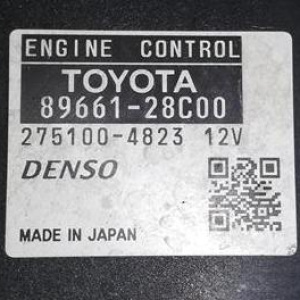 ENGINE CONTROL
TOYOTA
89661-28C00
275100-4823 12V
DENSO
MADE IN JAPAN